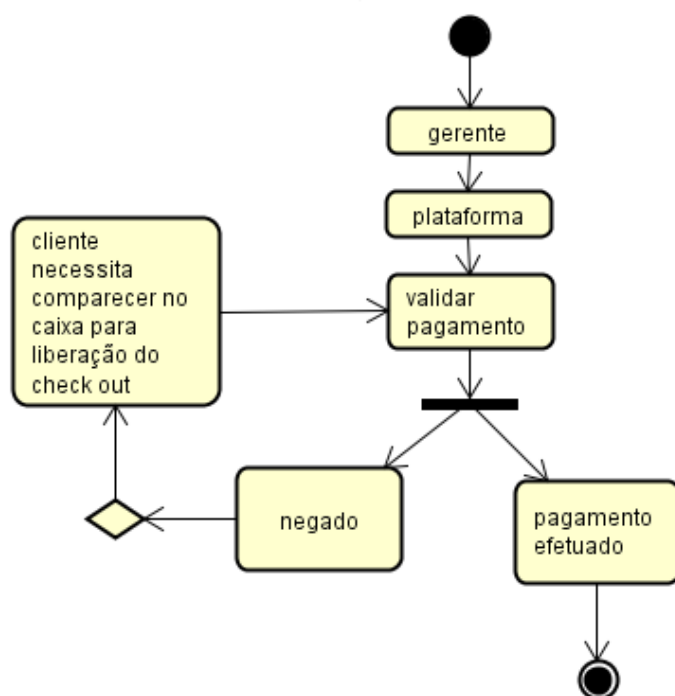 gerente
plataforma
cliente
necessita
comparecer no
caixa para
liberação do
check out
validar
pagamento
negado
pagamento
efetuado